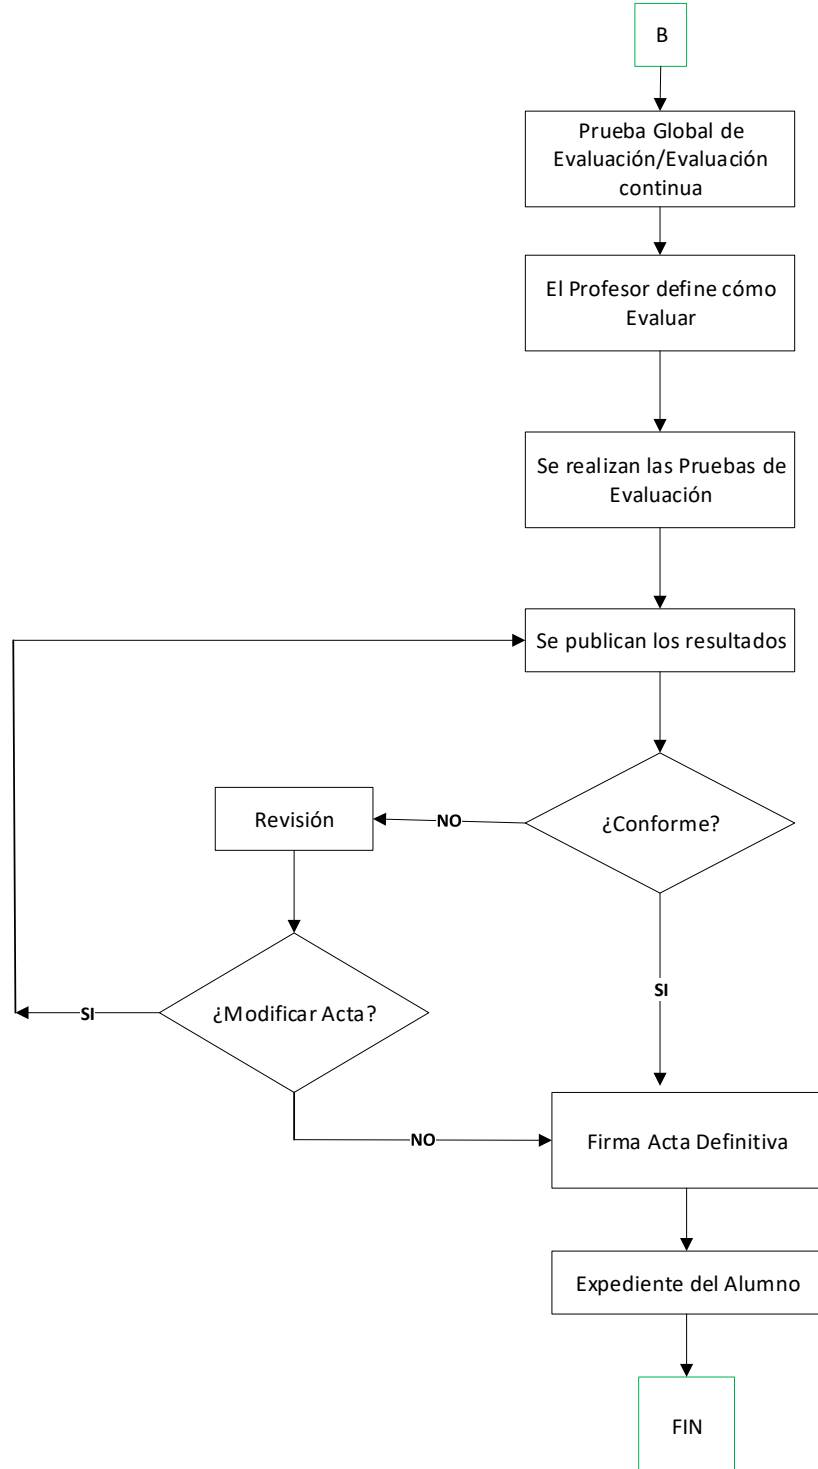 B
Prueba Global de
Evaluación/Evaluación
continua
El Profesor define cómo
Evaluar
Se realizan las Pruebas de
Evaluación
Se publican los resultados
¿Conforme?
NO
Revisión
SI
¿Modificar Acta?
SI
NO
Firma Acta Definitiva
Expediente del Alumno
FIN